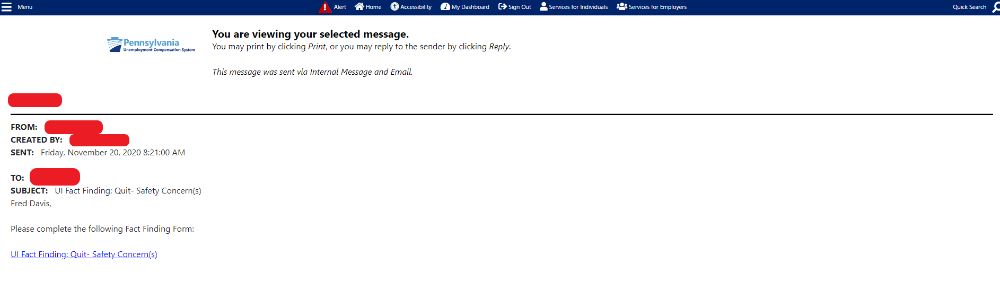 Menu
Alert Home Accessibility My Dashboard Sign Out Services for Individuals Services for Employers
Quick Search
Pennsylvania
Unemployment Compensation System
You are viewing your selected message.
You may print by clicking Print, or you may reply to the sender by clicking Reply.
This message was sent via Internal Message and Email.
FROM:
CREATED BY:
SENT: Friday, November 20, 2020 8:21:00 AM
TO:
SUBJECT: UI Fact Finding: Quit- Safety Concern(s)
Fred Davis,
Please complete the following Fact Finding Form:
UI Fact Finding: Quit- Safety Concern(s)